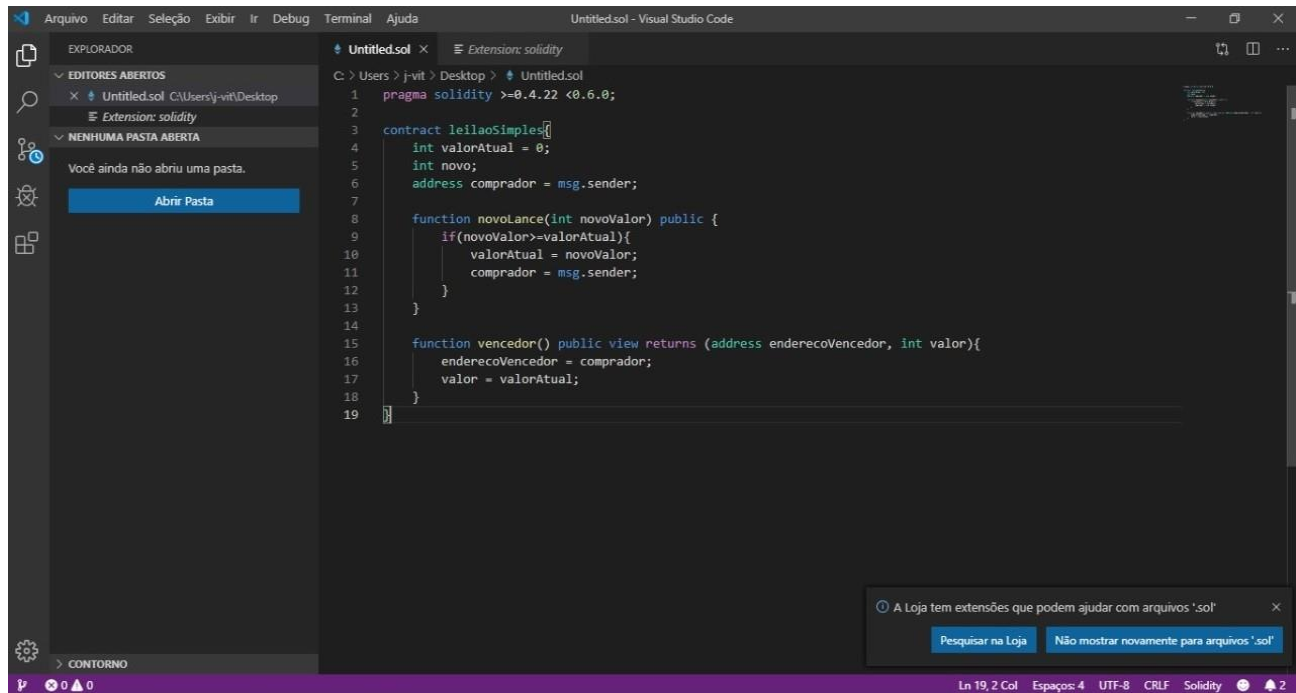 Arquivo Editar Seleção Exibir Ir Debug Terminal Ajuda
Untitled.sol - Visual Studio Code
EXPLORADOR
EDITORES ABERTOS
Untitled.sol C:\Users\j-vit\Desktop
Extension: solidity
NENHUMA PASTA ABERTA
Você ainda não abriu uma pasta.
Abrir Pasta
CONTORNO
Untitled.sol
Extension: solidity
C: > Users > j-vit > Desktop > Untitled.sol
1 pragma solidity >=0.4.22 <0.6.0;
2
3 contract leilaoSimples{
4 int valorAtual = 0;
5 int novo;
6 address comprador = msg.sender;
7
8 function novoLance(int novoValor) public {
9 if(novoValor>=valorAtual){
10 valorAtual = novoValor;
11 comprador = msg.sender;
12 }
13 }
14
15 function vencedor() public view returns (address enderecoVencedor, int valor){
16 enderecoVencedor = comprador;
17 valor = valorAtual;
18 }
19 }
A Loja tem extensões que podem ajudar com arquivos '.sol'
Pesquisar na Loja
Não mostrar novamente para arquivos '.sol'
0 0
Ln 19, 2 Col Espaços: 4 UTF-8 CRLF Solidity 2